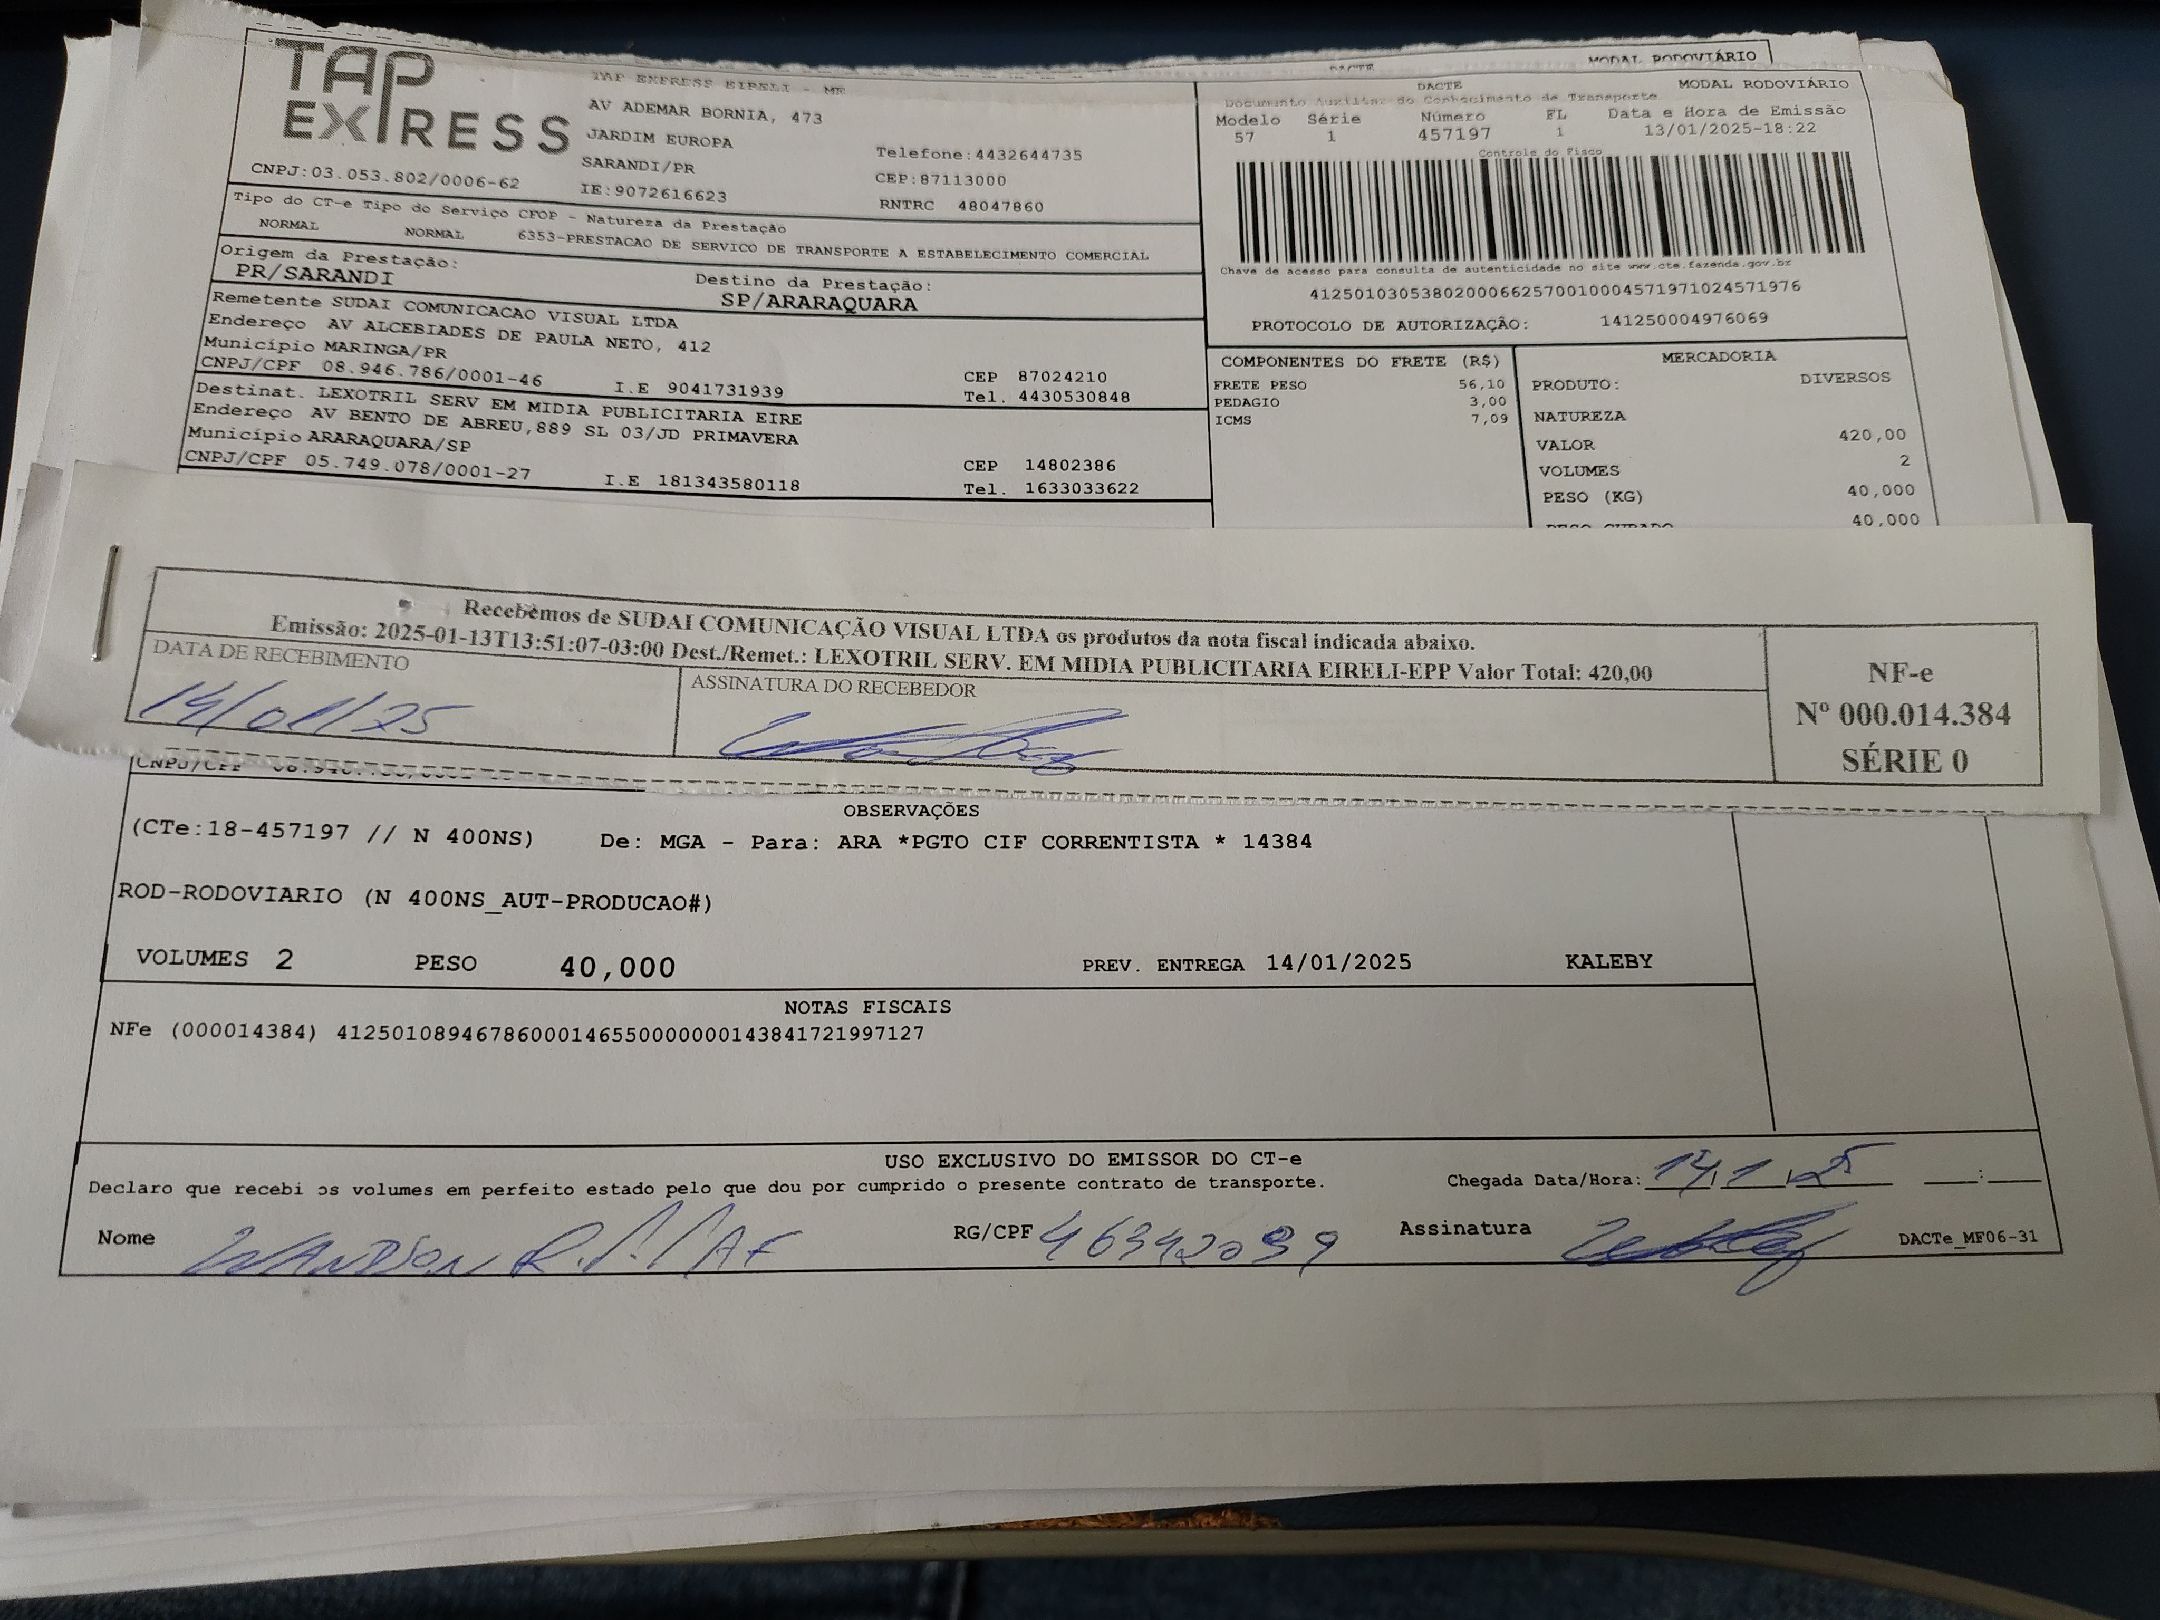 MODAL RODOVIÁRIO
TAP EXPRESS
TAP EXPRESS EIRELI - ME
AV ADEMAR BORNIA, 473
JARDIM EUROPA
SARANDI/PR
Telefone:4432644735
CEP:87113000
CNPJ:03.053.802/0006-62
IE:9072616623
RNTRC 48047860
DACTE
MODAL RODOVIÁRIO
Documento Auxiliar do Conhecimento de Transporte
Modelo Série Número FL Data e Hora de Emissão
57 1 457197 1 13/01/2025-18:22
Controle do Fisco
Chave de acesso para consulta de autenticidade no site www.cte.fazenda.gov.br
41250103053802000662570010004571971024571976
PROTOCOLO DE AUTORIZAÇÃO: 141250004976069
Tipo do CT-e Tipo do Serviço CFOP - Natureza da Prestação
NORMAL NORMAL 6353-PRESTACAO DE SERVICO DE TRANSPORTE A ESTABELECIMENTO COMERCIAL
Origem da Prestação: Destino da Prestação:
PR/SARANDI SP/ARARAQUARA
Remetente SUDAI COMUNICACAO VISUAL LTDA
Endereço AV ALCEBIADES DE PAULA NETO, 412
Município MARINGA/PR CEP 87024210
CNPJ/CPF 08.946.786/0001-46 I.E 9041731939 Tel. 4430530848
Destinat. LEXOTRIL SERV EM MIDIA PUBLICITARIA EIRE
Endereço AV BENTO DE ABREU,889 SL 03/JD PRIMAVERA
Município ARARAQUARA/SP CEP 14802386
CNPJ/CPF 05.749.078/0001-27 I.E 181343580118 Tel. 1633033622
COMPONENTES DO FRETE (R$)
FRETE PESO 56,10
PEDAGIO 3,00
ICMS 7,09
MERCADORIA
PRODUTO: DIVERSOS
NATUREZA
VALOR 420,00
VOLUMES 2
PESO (KG) 40,000
PESO CUBADO 40,000
Recebemos de SUDAI COMUNICAÇÃO VISUAL LTDA os produtos da nota fiscal indicada abaixo.
Emissão: 2025-01-13T13:51:07-03:00 Dest./Remet.: LEXOTRIL SERV. EM MIDIA PUBLICITARIA EIRELI-EPP Valor Total: 420,00
DATA DE RECEBIMENTO
14/01/25
ASSINATURA DO RECEBEDOR
NF-e
Nº 000.014.384
SÉRIE 0
CNPJ/CPF
OBSERVAÇÕES
(CTe:18-457197 // N 400NS) De: MGA - Para: ARA *PGTO CIF CORRENTISTA * 14384
ROD-RODOVIARIO (N 400NS_AUT-PRODUCAO#)
VOLUMES 2 PESO 40,000 PREV. ENTREGA 14/01/2025 KALEBY
NOTAS FISCAIS
NFe (000014384) 41250108946786000146550000000143841721997127
USO EXCLUSIVO DO EMISSOR DO CT-e
Declaro que recebi os volumes em perfeito estado pelo que dou por cumprido o presente contrato de transporte. Chegada Data/Hora: 14 1 25 :
Nome RG/CPF 46342039 Assinatura DACTe_MF06-31